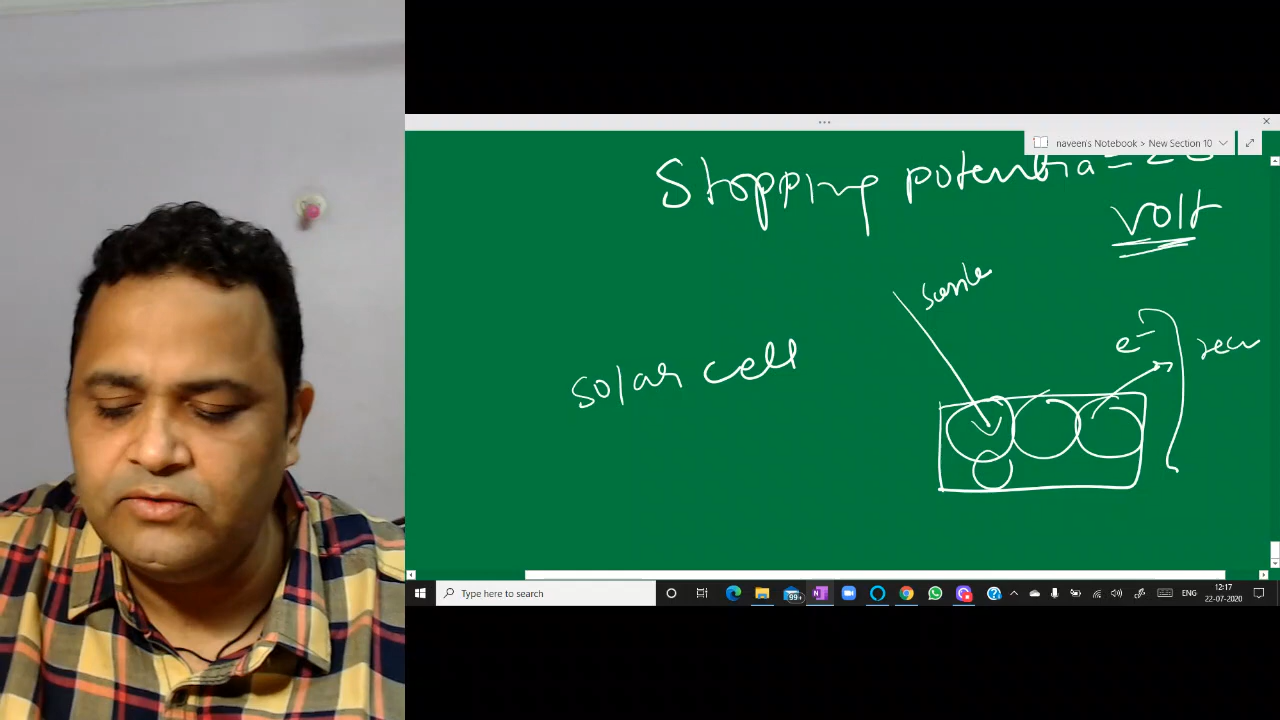 naveen's Notebook > New Section 10
Stopping potential =
volt
solar cell
e-
Type here to search
99+
ENG
12:17
22-07-2020